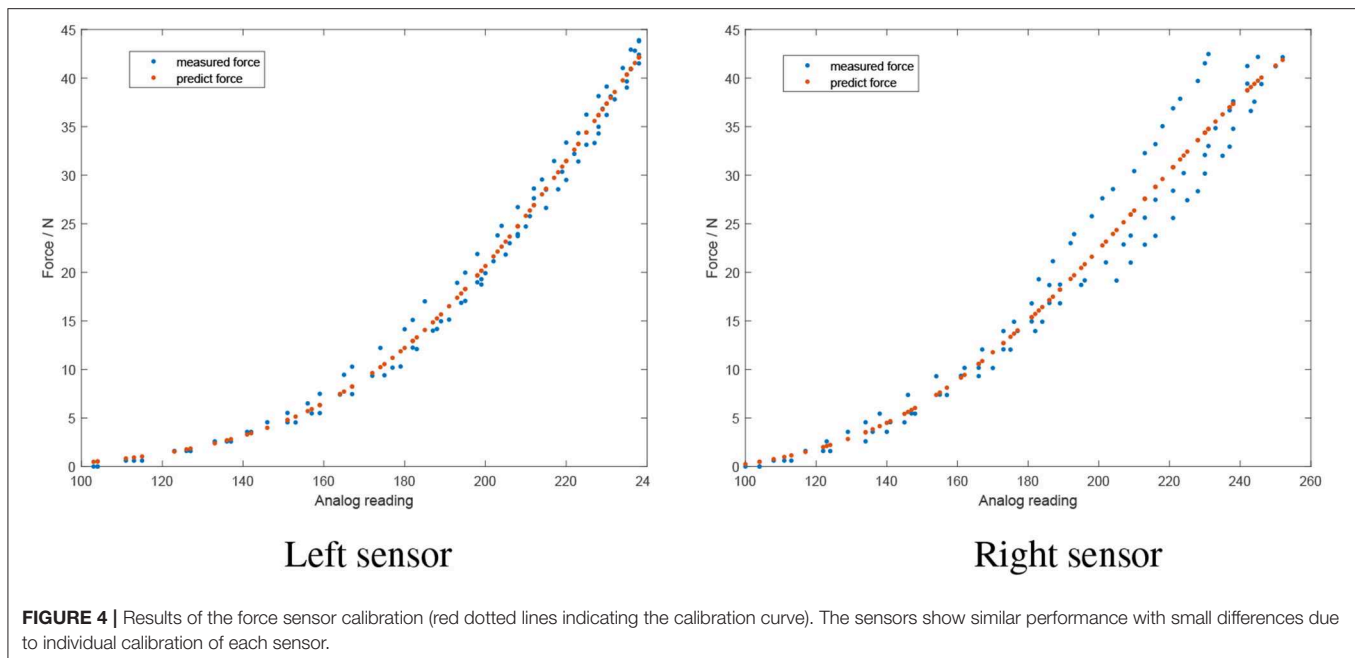 45
40
35
30
25
20
15
10
5
0
Force / N
measured force
predict force
100 120 140 160 180 200 220 24
Analog reading
Left sensor
45
40
35
30
25
20
15
10
5
0
Force / N
measured force
predict force
100 120 140 160 180 200 220 240 260
Analog reading
Right sensor
FIGURE 4 | Results of the force sensor calibration (red dotted lines indicating the calibration curve). The sensors show similar performance with small differences due
to individual calibration of each sensor.